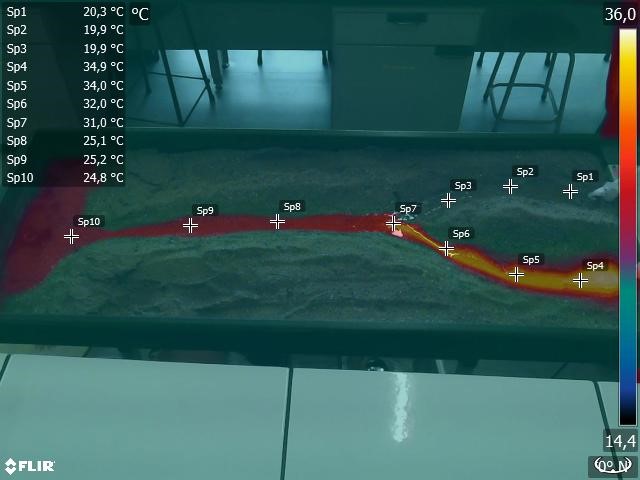 Sp1 20,3 °C
Sp2 19,9 °C
Sp3 19,9 °C
Sp4 34,9 °C
Sp5 34,0 °C
Sp6 32,0 °C
Sp7 31,0 °C
Sp8 25,1 °C
Sp9 25,2 °C
Sp10 24,8 °C
°C
36,0
Sp2
Sp1
Sp3
Sp10
Sp9
Sp8
Sp7
Sp6
Sp5
Sp4
14,4
FLIR
0° N